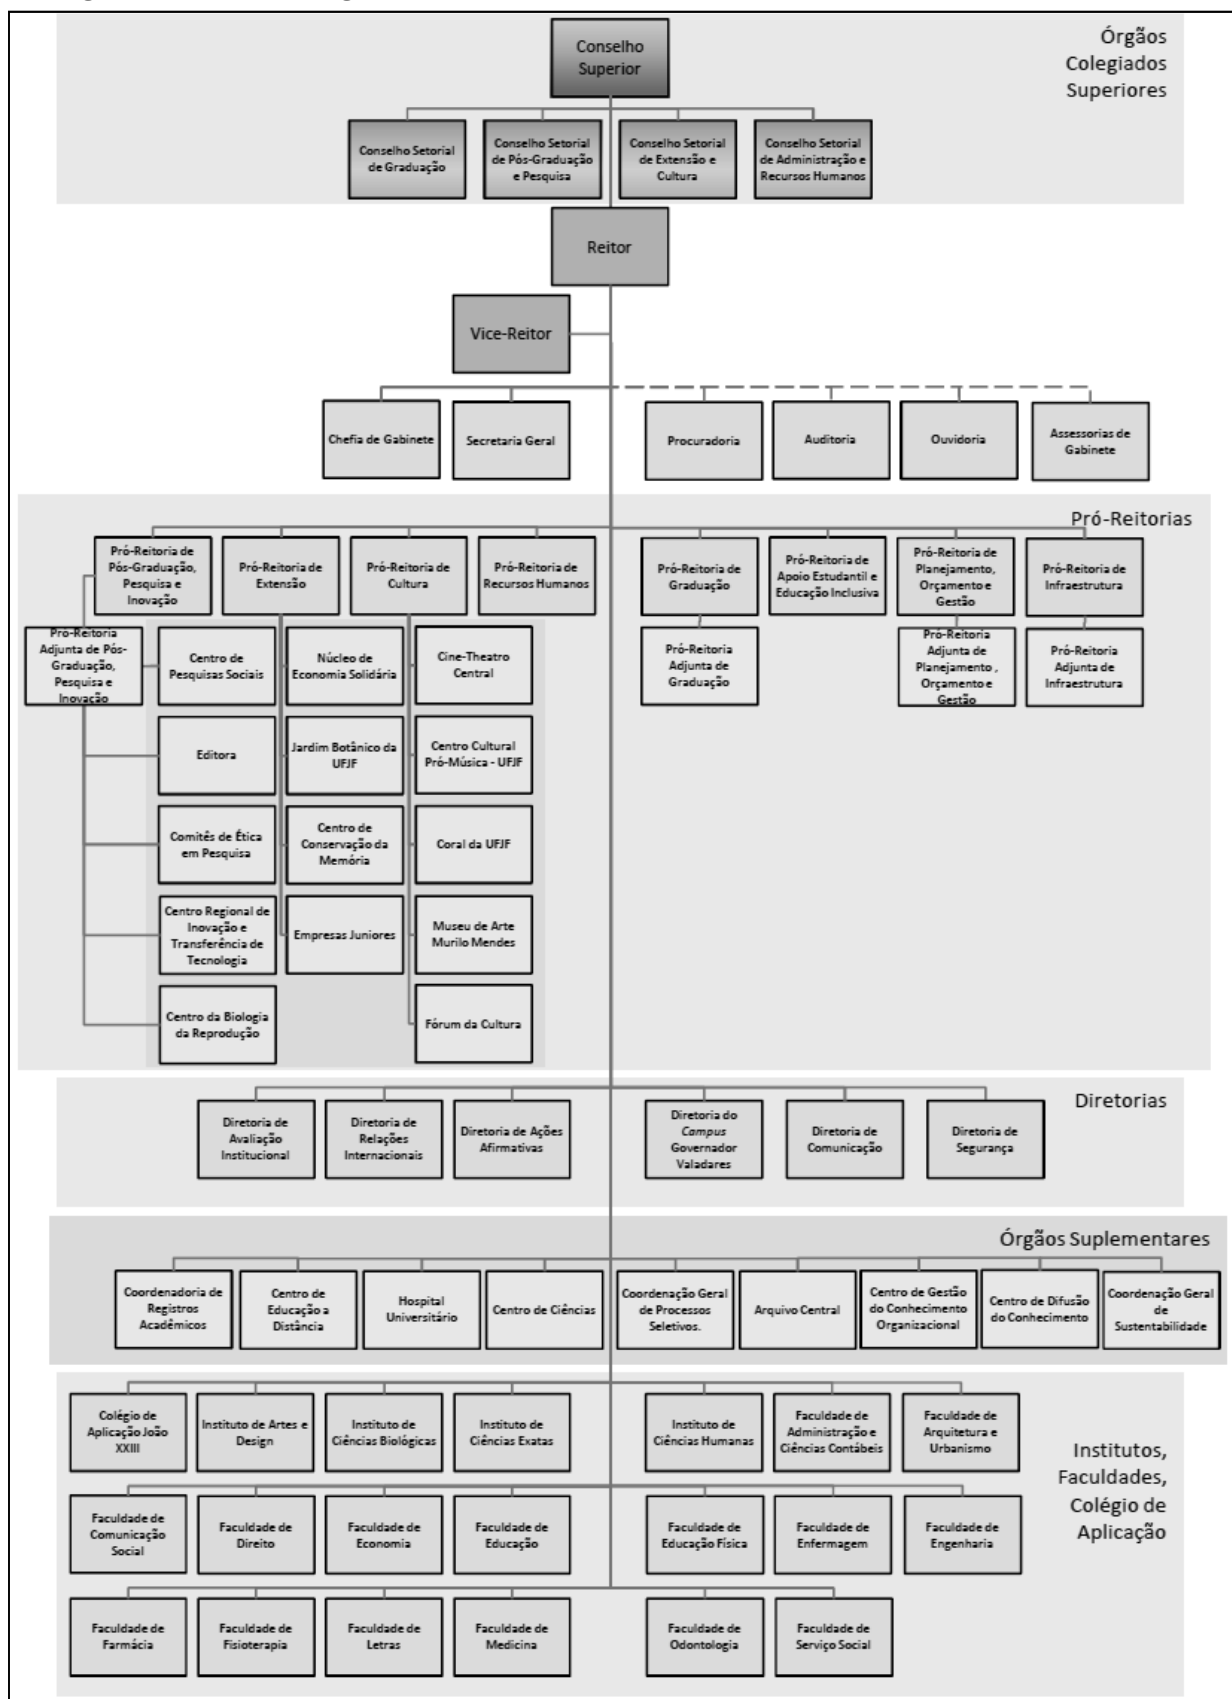 Órgãos
Colegiados
Superiores
Conselho
Superior
Conselho Setorial
de Graduação
Conselho Setorial
de Pós-Graduação
e Pesquisa
Conselho Setorial
de Extensão e
Cultura
Conselho Setorial
de Administração e
Recursos Humanos
Reitor
Vice-Reitor
Chefia de Gabinete
Secretaria Geral
Procuradoria
Auditoria
Ouvidoria
Assessorias de
Gabinete
Pró-Reitorias
Pró-Reitoria de
Pós-Graduação,
Pesquisa e
Inovação
Pró-Reitoria de
Extensão
Pró-Reitoria de
Cultura
Pró-Reitoria de
Recursos Humanos
Pró-Reitoria de
Graduação
Pró-Reitoria de
Apoio Estudantil e
Educação Inclusiva
Pró-Reitoria de
Planejamento,
Orçamento e
Gestão
Pró-Reitoria de
Infraestrutura
Pró-Reitoria
Adjunta de Pós-
Graduação,
Pesquisa e
Inovação
Centro de
Pesquisas Sociais
Núcleo de
Economia Solidária
Cine-Theatro
Central
Pró-Reitoria
Adjunta de
Graduação
Pró-Reitoria
Adjunta de
Planejamento ,
Orçamento e
Gestão
Pró-Reitoria
Adjunta de
Infraestrutura
Editora
Jardim Botânico da
UFJF
Centro Cultural
Pró-Música - UFJF
Comitês de Ética
em Pesquisa
Centro de
Conservação da
Memória
Coral da UFJF
Centro Regional de
Inovação e
Transferência de
Tecnologia
Empresas Juniores
Museu de Arte
Murilo Mendes
Centro da Biologia
da Reprodução
Fórum da Cultura
Diretorias
Diretoria de
Avaliação
Institucional
Diretoria de
Relações
Internacionais
Diretoria de Ações
Afirmativas
Diretoria do
Campus
Governador
Valadares
Diretoria de
Comunicação
Diretoria de
Segurança
Órgãos Suplementares
Coordenadoria de
Registros
Acadêmicos
Centro de
Educação a
Distância
Hospital
Universitário
Centro de Ciências
Coordenação Geral
de Processos
Seletivos.
Arquivo Central
Centro de Gestão
do Conhecimento
Organizacional
Centro de Difusão
do Conhecimento
Coordenação Geral
de
Sustentabilidade
Institutos,
Faculdades,
Colégio de
Aplicação
Colégio de
Aplicação João
XXIII
Instituto de Artes e
Design
Instituto de
Ciências Biológicas
Instituto de
Ciências Exatas
Instituto de
Ciências Humanas
Faculdade de
Administração e
Ciências Contábeis
Faculdade de
Arquitetura e
Urbanismo
Faculdade de
Comunicação
Social
Faculdade de
Direito
Faculdade de
Economia
Faculdade de
Educação
Faculdade de
Educação Física
Faculdade de
Enfermagem
Faculdade de
Engenharia
Faculdade de
Farmácia
Faculdade de
Fisioterapia
Faculdade de
Letras
Faculdade de
Medicina
Faculdade de
Odontologia
Faculdade de
Serviço Social